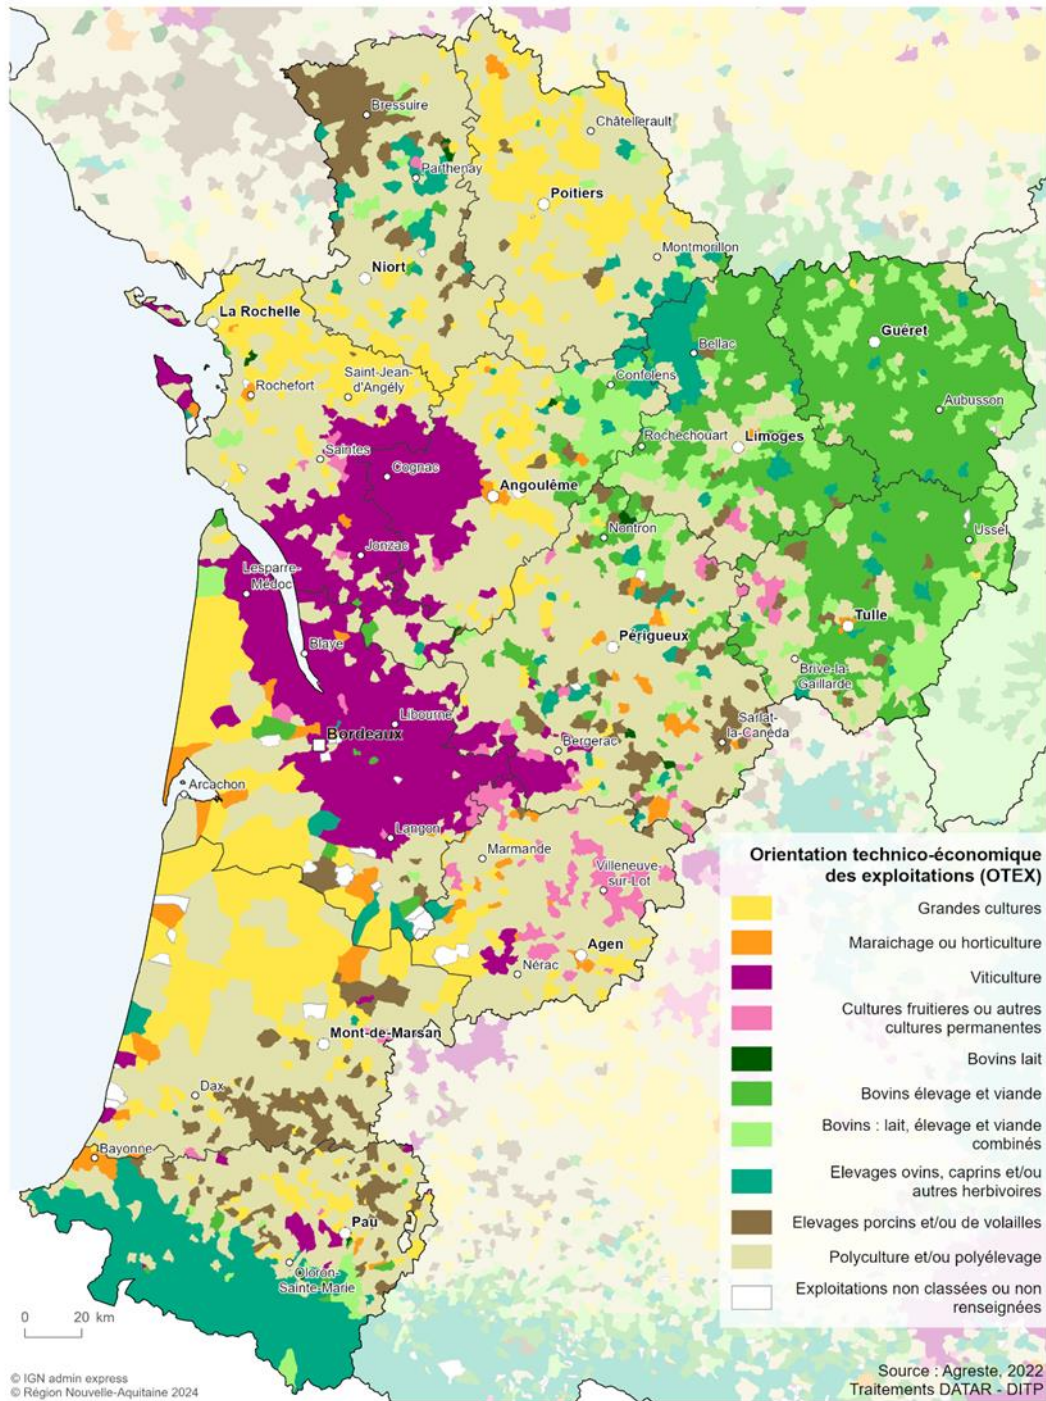 Bressuire
Châtellerault
Parthenay
Poitiers
Montmorillon
Niort
La Rochelle
Guéret
Bellac
Confolens
Rochefort
Saint-Jean-
d'Angély
Aubusson
Rochechouart
Limoges
Saintes
Cognac
Angoulême
Nontron
Ussel
Jonzac
Lesparre-
Médoc
Tulle
Périgueux
Blaye
Brive-la-
Gaillarde
Libourne
Sarlat-
la-Canéda
Bordeaux
Bergerac
Arcachon
Langon
Marmande
Villeneuve-
sur-Lot
Agen
Nérac
Mont-de-Marsan
Dax
Bayonne
Pau
Oloron-
Sainte-Marie
Orientation technico-économique
des exploitations (OTEX)
Grandes cultures
Maraichage ou horticulture
Viticulture
Cultures fruitieres ou autres
cultures permanentes
Bovins lait
Bovins élevage et viande
Bovins : lait, élevage et viande
combinés
Elevages ovins, caprins et/ou
autres herbivoires
Elevages porcins et/ou de volailles
Polyculture et/ou polyélevage
Exploitations non classées ou non
renseignées
0 20 km
© IGN admin express
© Région Nouvelle-Aquitaine 2024
Source : Agreste, 2022
Traitements DATAR - DITP